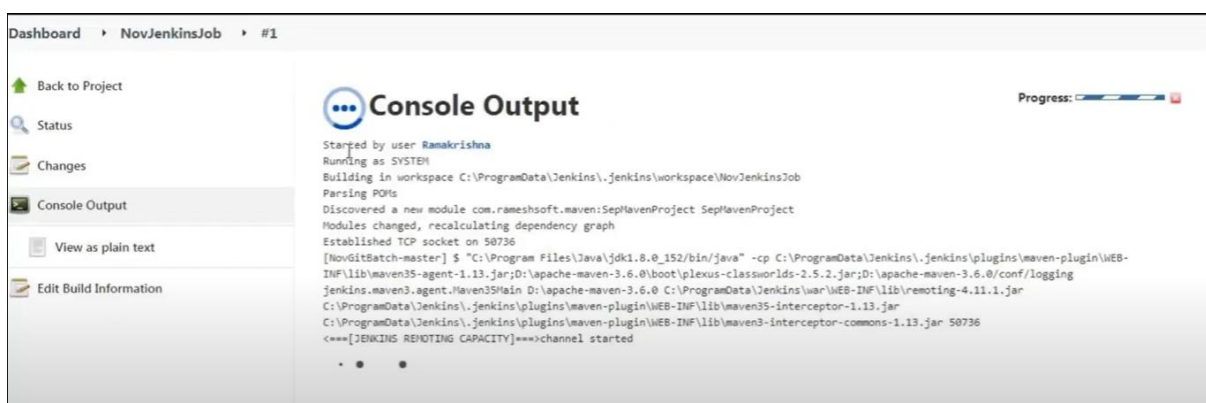 Dashboard › NovJenkinsJob › #1
Back to Project
Status
Changes
Console Output
View as plain text
Edit Build Information
Console Output
Progress:
Started by user Ramakrishna
Running as SYSTEM
Building in workspace C:\ProgramData\Jenkins\.jenkins\workspace\NovJenkinsJob
Parsing POMs
Discovered a new module com.rameshsoft.maven:SepMavenProject SepMavenProject
Modules changed, recalculating dependency graph
Established TCP socket on 50736
[NovGitBatch-master] $ "C:\Program Files\Java\jdk1.8.0_152/bin/java" -cp C:\ProgramData\Jenkins\.jenkins\plugins\maven-plugin\WEB-
INF\lib\maven35-agent-1.13.jar;D:\apache-maven-3.6.0\boot\plexus-classworlds-2.5.2.jar;D:\apache-maven-3.6.0/conf/logging
jenkins.maven3.agent.Maven35Main D:\apache-maven-3.6.0 C:\ProgramData\Jenkins\war\WEB-INF\lib\remoting-4.11.1.jar
C:\ProgramData\Jenkins\.jenkins\plugins\maven-plugin\WEB-INF\lib\maven35-interceptor-1.13.jar
C:\ProgramData\Jenkins\.jenkins\plugins\maven-plugin\WEB-INF\lib\maven3-interceptor-commons-1.13.jar 50736
<===[JENKINS REMOTING CAPACITY]===>channel started